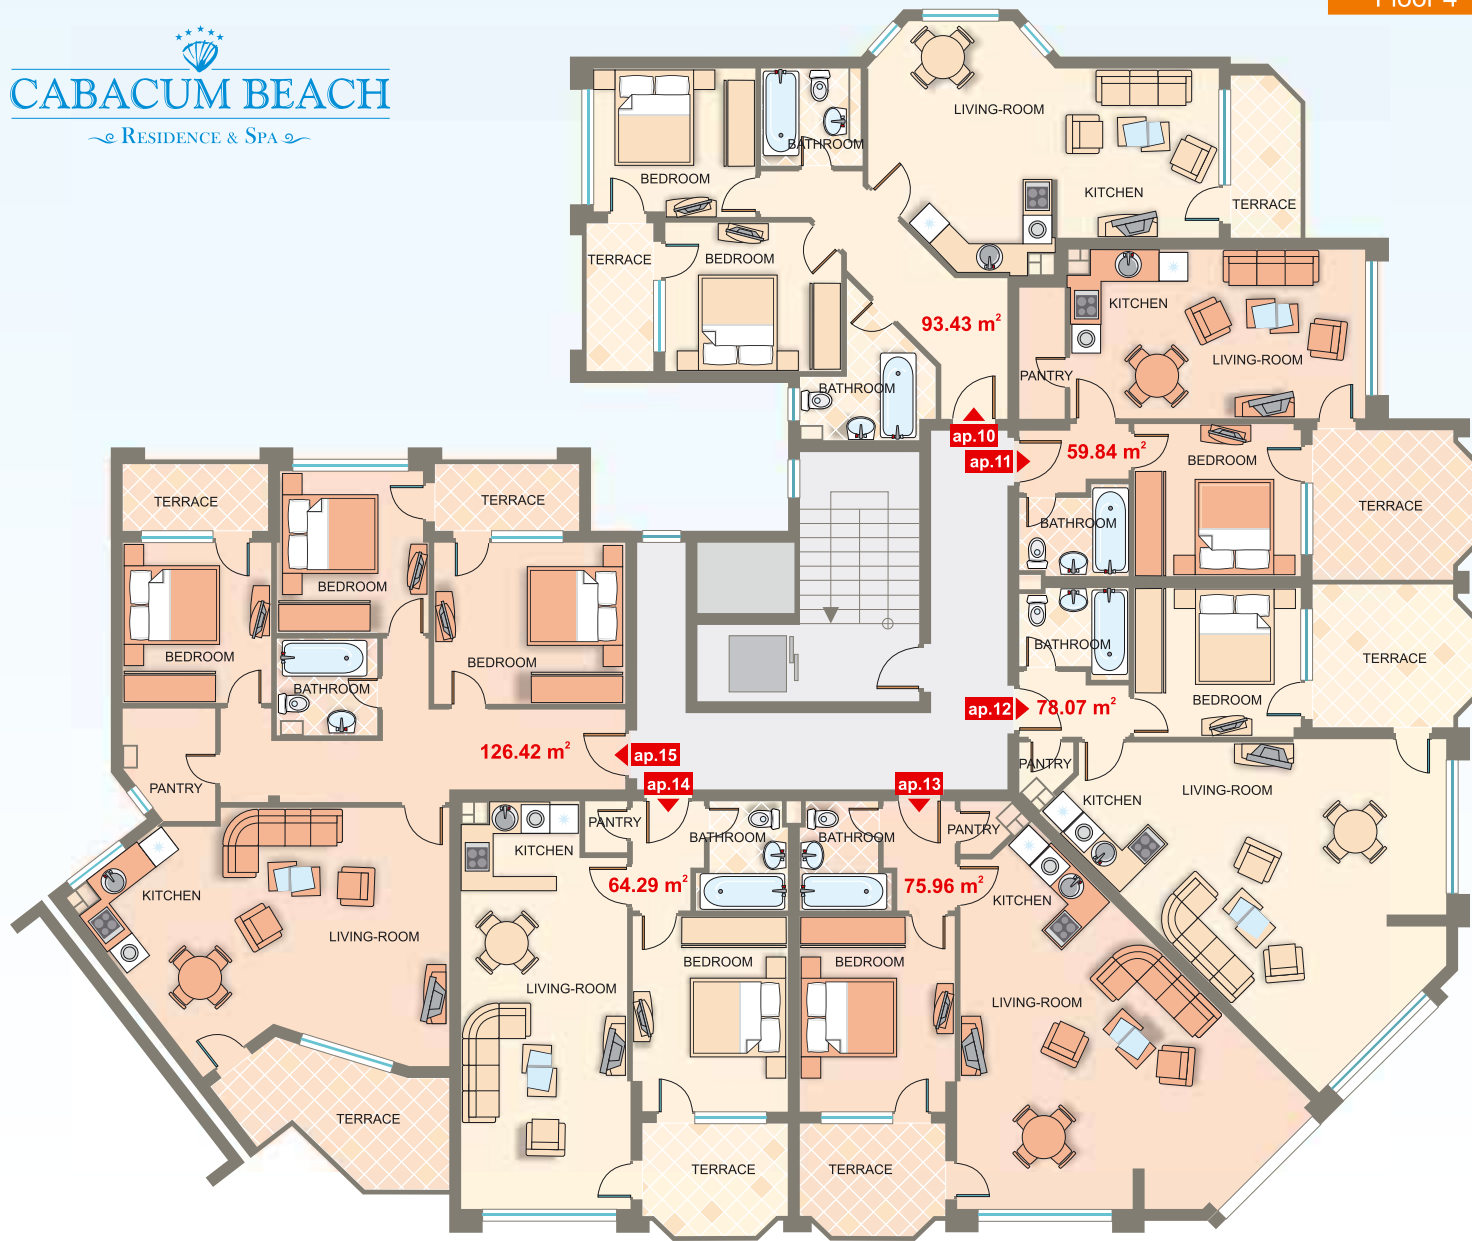 Floor 4
CABACUM BEACH
RESIDENCE & SPA
LIVING-ROOM
BATHROOM
BEDROOM
KITCHEN
TERRACE
TERRACE
BEDROOM
KITCHEN
93.43 m²
LIVING-ROOM
PANTRY
BATHROOM
ap.10
59.84 m²
ap.11
BEDROOM
TERRACE
TERRACE
TERRACE
BATHROOM
BEDROOM
BATHROOM
BEDROOM
BEDROOM
TERRACE
BATHROOM
BEDROOM
ap.12
78.07 m²
126.42 m²
ap.15
PANTRY
ap.14
ap.13
PANTRY
LIVING-ROOM
KITCHEN
PANTRY
BATHROOM
BATHROOM
PANTRY
KITCHEN
64.29 m²
75.96 m²
KITCHEN
KITCHEN
LIVING-ROOM
BEDROOM
BEDROOM
LIVING-ROOM
LIVING-ROOM
TERRACE
TERRACE
TERRACE